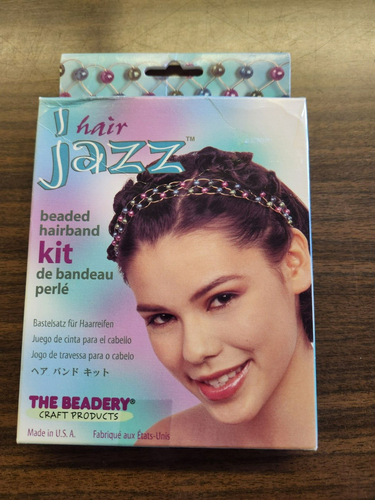 hair
jazz™
beaded
hairband
kit
de bandeau
perlé
Bastelsatz für Haarreifen
Juego de cinta para el cabello
Jogo de travessa para o cabelo
ヘア バンド キット
THE BEADERY®
CRAFT PRODUCTS
Made in U.S.A. Fabriqué aux États-Unis